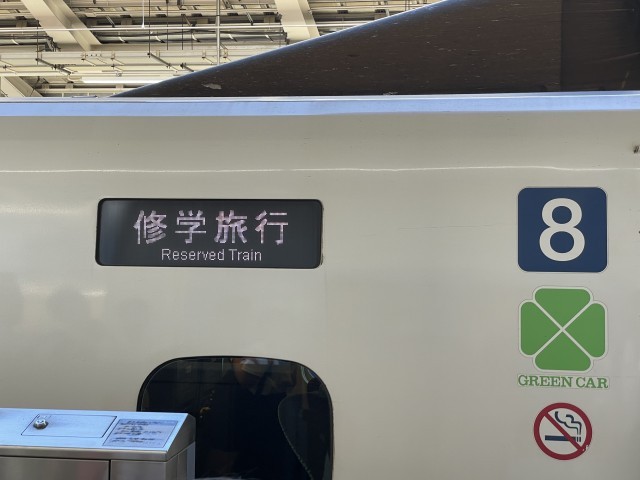 修学旅行
Reserved Train
8
GREEN CAR